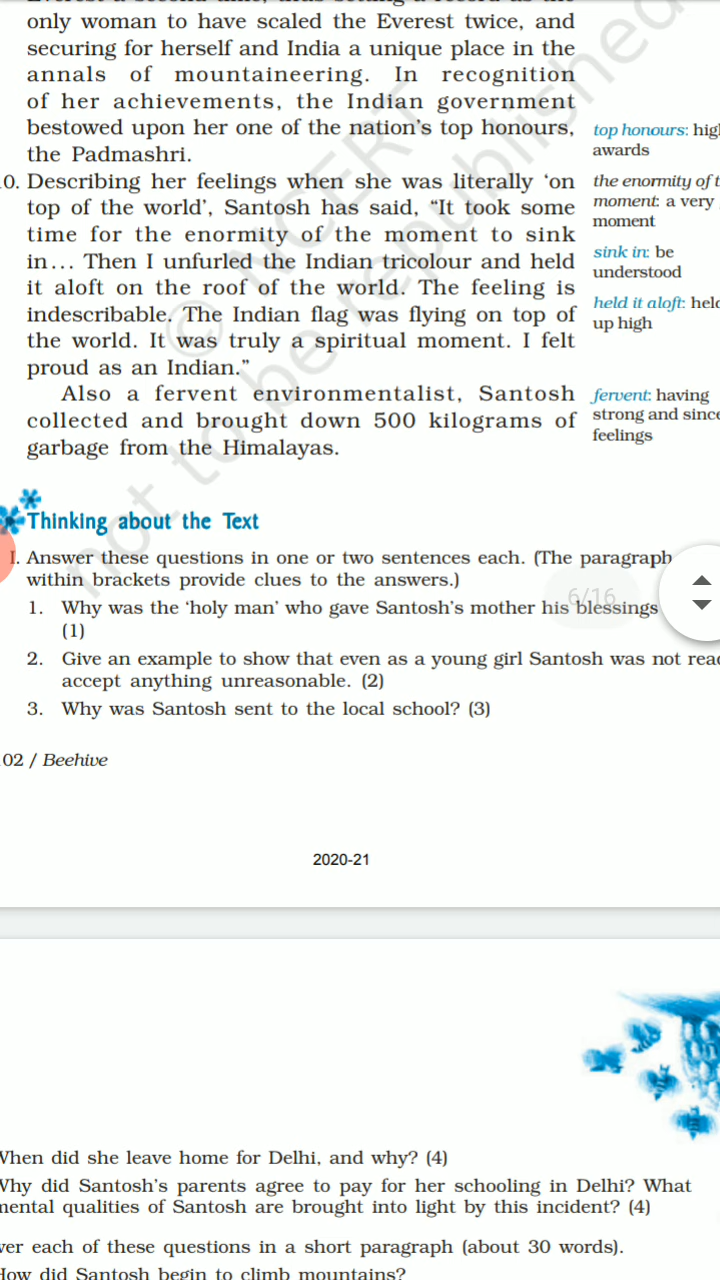 only woman to have scaled the Everest twice, and
securing for herself and India a unique place in the
annals of mountaineering. In recognition
of her achievements, the Indian government
bestowed upon her one of the nation's top honours,
the Padmashri.
top honours: hig
awards
0. Describing her feelings when she was literally 'on
top of the world', Santosh has said, “It took some
time for the enormity of the moment to sink
in... Then I unfurled the Indian tricolour and held
it aloft on the roof of the world. The feeling is
indescribable. The Indian flag was flying on top of
the world. It was truly a spiritual moment. I felt
proud as an Indian.”
the enormity of t
moment: a very
moment
sink in: be
understood
held it aloft: held
up high
Also a fervent environmentalist, Santosh
collected and brought down 500 kilograms of
garbage from the Himalayas.
fervent: having
strong and since
feelings
© NCERT
not to be republished
Thinking about the Text
I. Answer these questions in one or two sentences each. (The paragraph
within brackets provide clues to the answers.)
1. Why was the 'holy man' who gave Santosh's mother his blessings
(1)
6/16
2. Give an example to show that even as a young girl Santosh was not rea
accept anything unreasonable. (2)
3. Why was Santosh sent to the local school? (3)
02 / Beehive
2020-21
When did she leave home for Delhi, and why? (4)
Why did Santosh's parents agree to pay for her schooling in Delhi? What
mental qualities of Santosh are brought into light by this incident? (4)
ver each of these questions in a short paragraph (about 30 words).
How did Santosh begin to climb mountains?